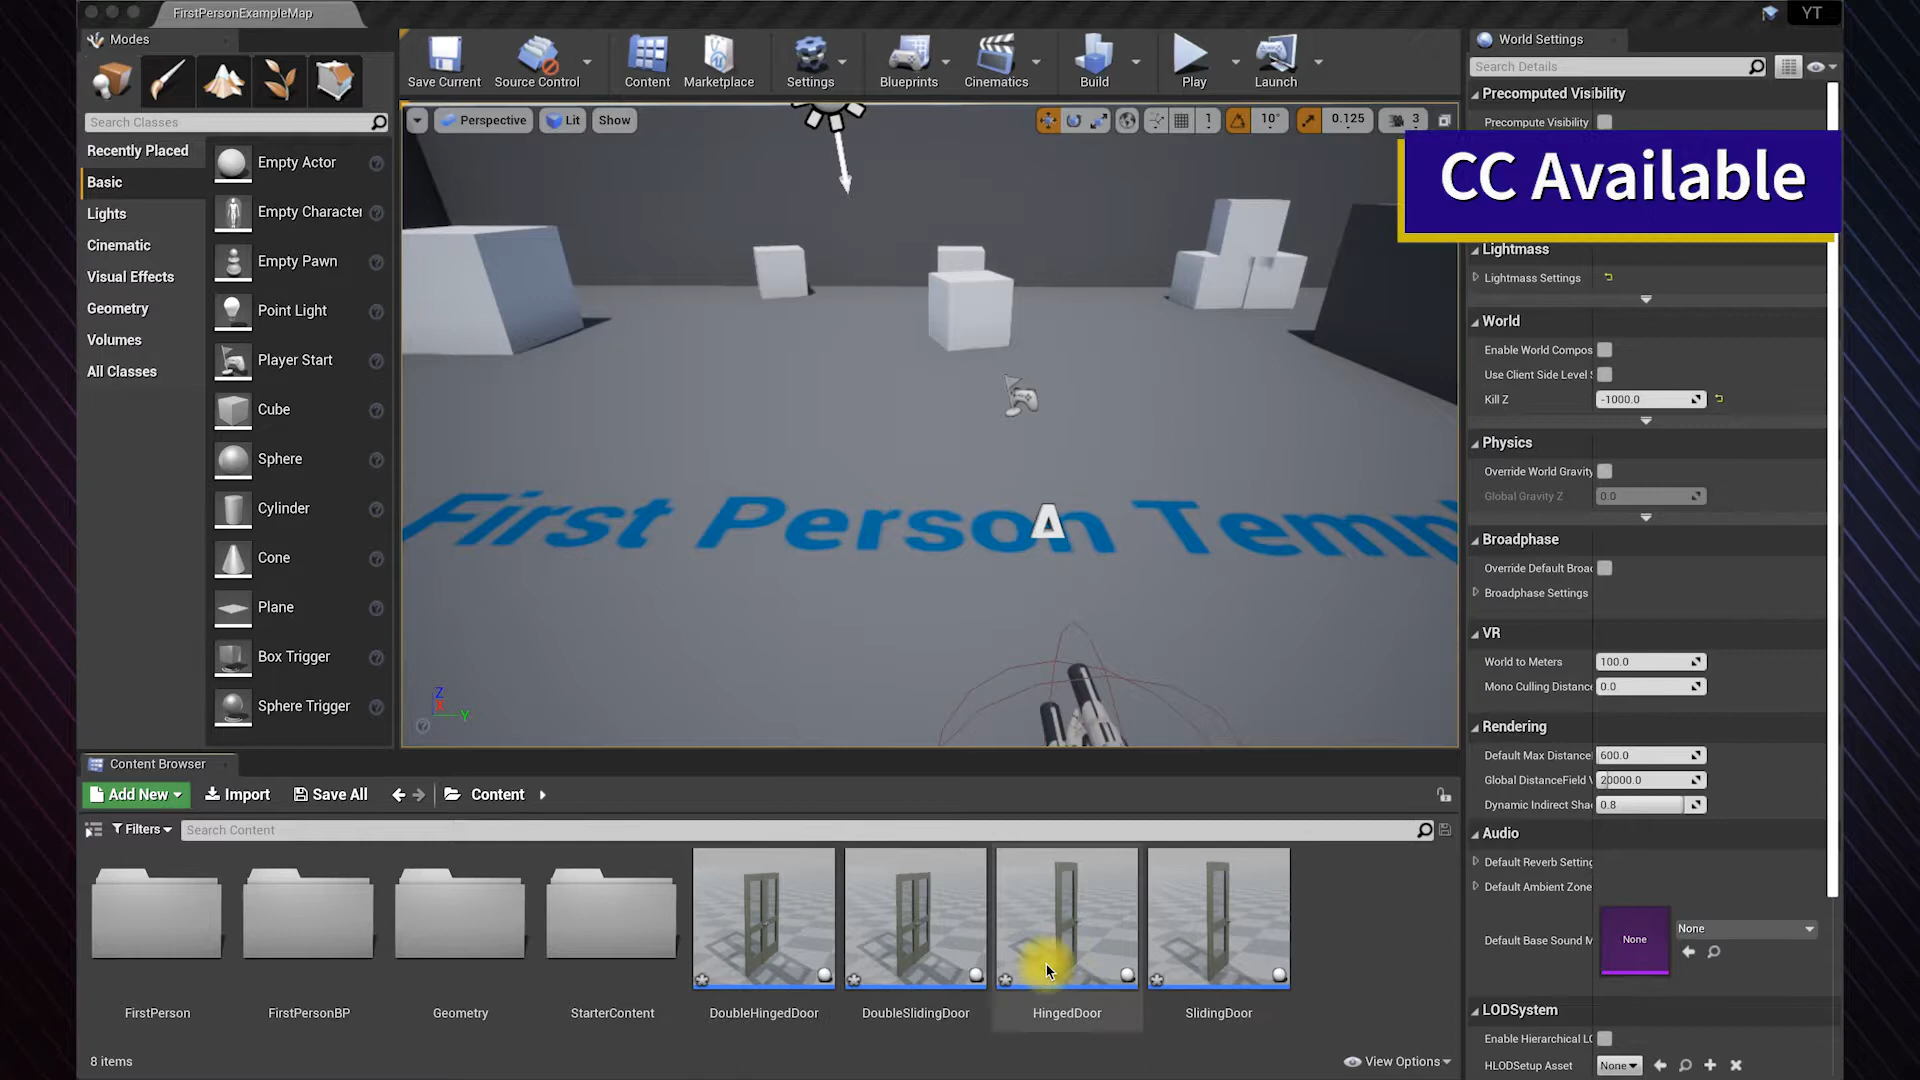 FirstPersonExampleMap
YT
Modes
Save Current
Source Control
Content
Marketplace
Settings
Blueprints
Cinematics
Build
Play
Launch
World Settings
Search Details
Search Classes
Recently Placed
Basic
Lights
Cinematic
Visual Effects
Geometry
Volumes
All Classes
Empty Actor
Empty Character
Empty Pawn
Point Light
Player Start
Cube
Sphere
Cylinder
Cone
Plane
Box Trigger
Sphere Trigger
Perspective
Lit
Show
1
10°
0.125
3
First Person Templ
Z
X
Y
CC Available
Precomputed Visibility
Precompute Visibility
Lightmass
Lightmass Settings
World
Enable World Compos
Use Client Side Level S
Kill Z
-1000.0
Physics
Override World Gravity
Global Gravity Z
0.0
Broadphase
Override Default Broad
Broadphase Settings
VR
World to Meters
100.0
Mono Culling Distance
0.0
Rendering
Default Max Distance
600.0
Global DistanceField V
20000.0
Dynamic Indirect Sha
0.8
Audio
Default Reverb Setting
Default Ambient Zone
Default Base Sound M
None
None
LODSystem
Enable Hierarchical LO
HLODSetup Asset
None
Content Browser
Add New
Import
Save All
Content
Filters
Search Content
FirstPerson
FirstPersonBP
Geometry
StarterContent
DoubleHingedDoor
DoubleSlidingDoor
HingedDoor
SlidingDoor
8 items
View Options